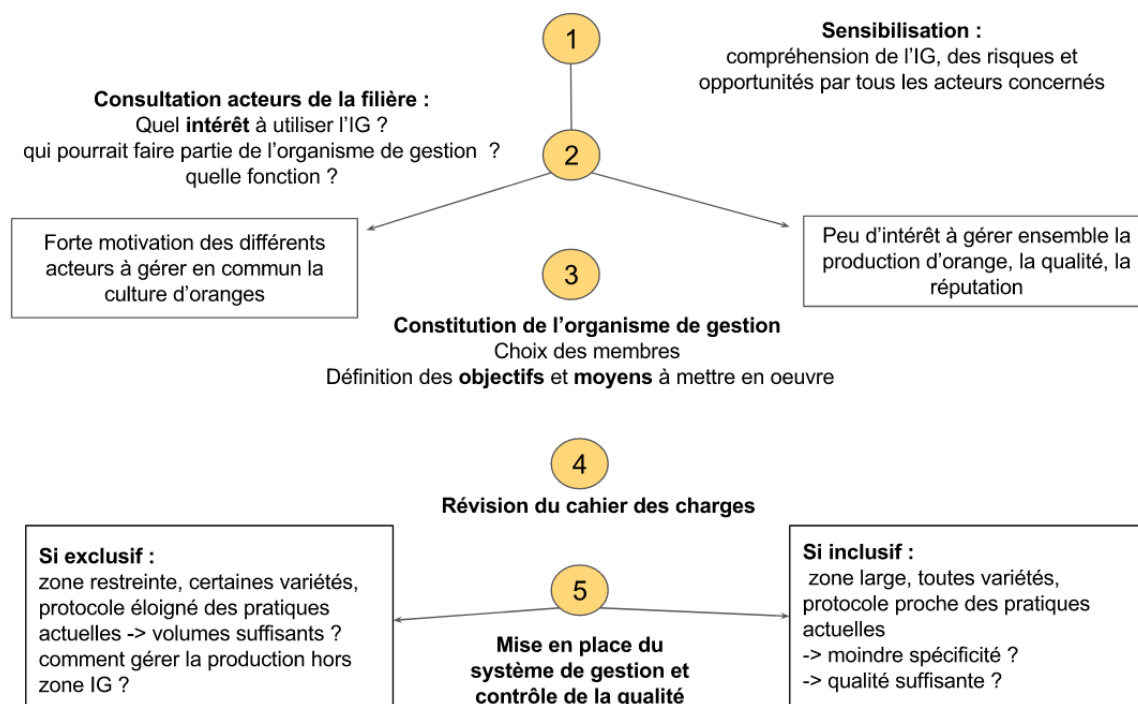 1
Sensibilisation :
compréhension de l'IG, des risques et
opportunités par tous les acteurs concernés
Consultation acteurs de la filière :
Quel intérêt à utiliser l'IG ?
qui pourrait faire partie de l'organisme de gestion ?
quelle fonction ?
2
Forte motivation des différents
acteurs à gérer en commun la
culture d'oranges
Peu d'intérêt à gérer ensemble la
production d'orange, la qualité, la
réputation
3
Constitution de l'organisme de gestion
Choix des membres
Définition des objectifs et moyens à mettre en oeuvre
4
Révision du cahier des charges
Si exclusif :
zone restreinte, certaines variétés,
protocole éloigné des pratiques
actuelles -> volumes suffisants ?
comment gérer la production hors
zone IG ?
5
Mise en place du
système de gestion et
contrôle de la qualité
Si inclusif :
zone large, toutes variétés,
protocole proche des pratiques
actuelles
-> moindre spécificité ?
-> qualité suffisante ?